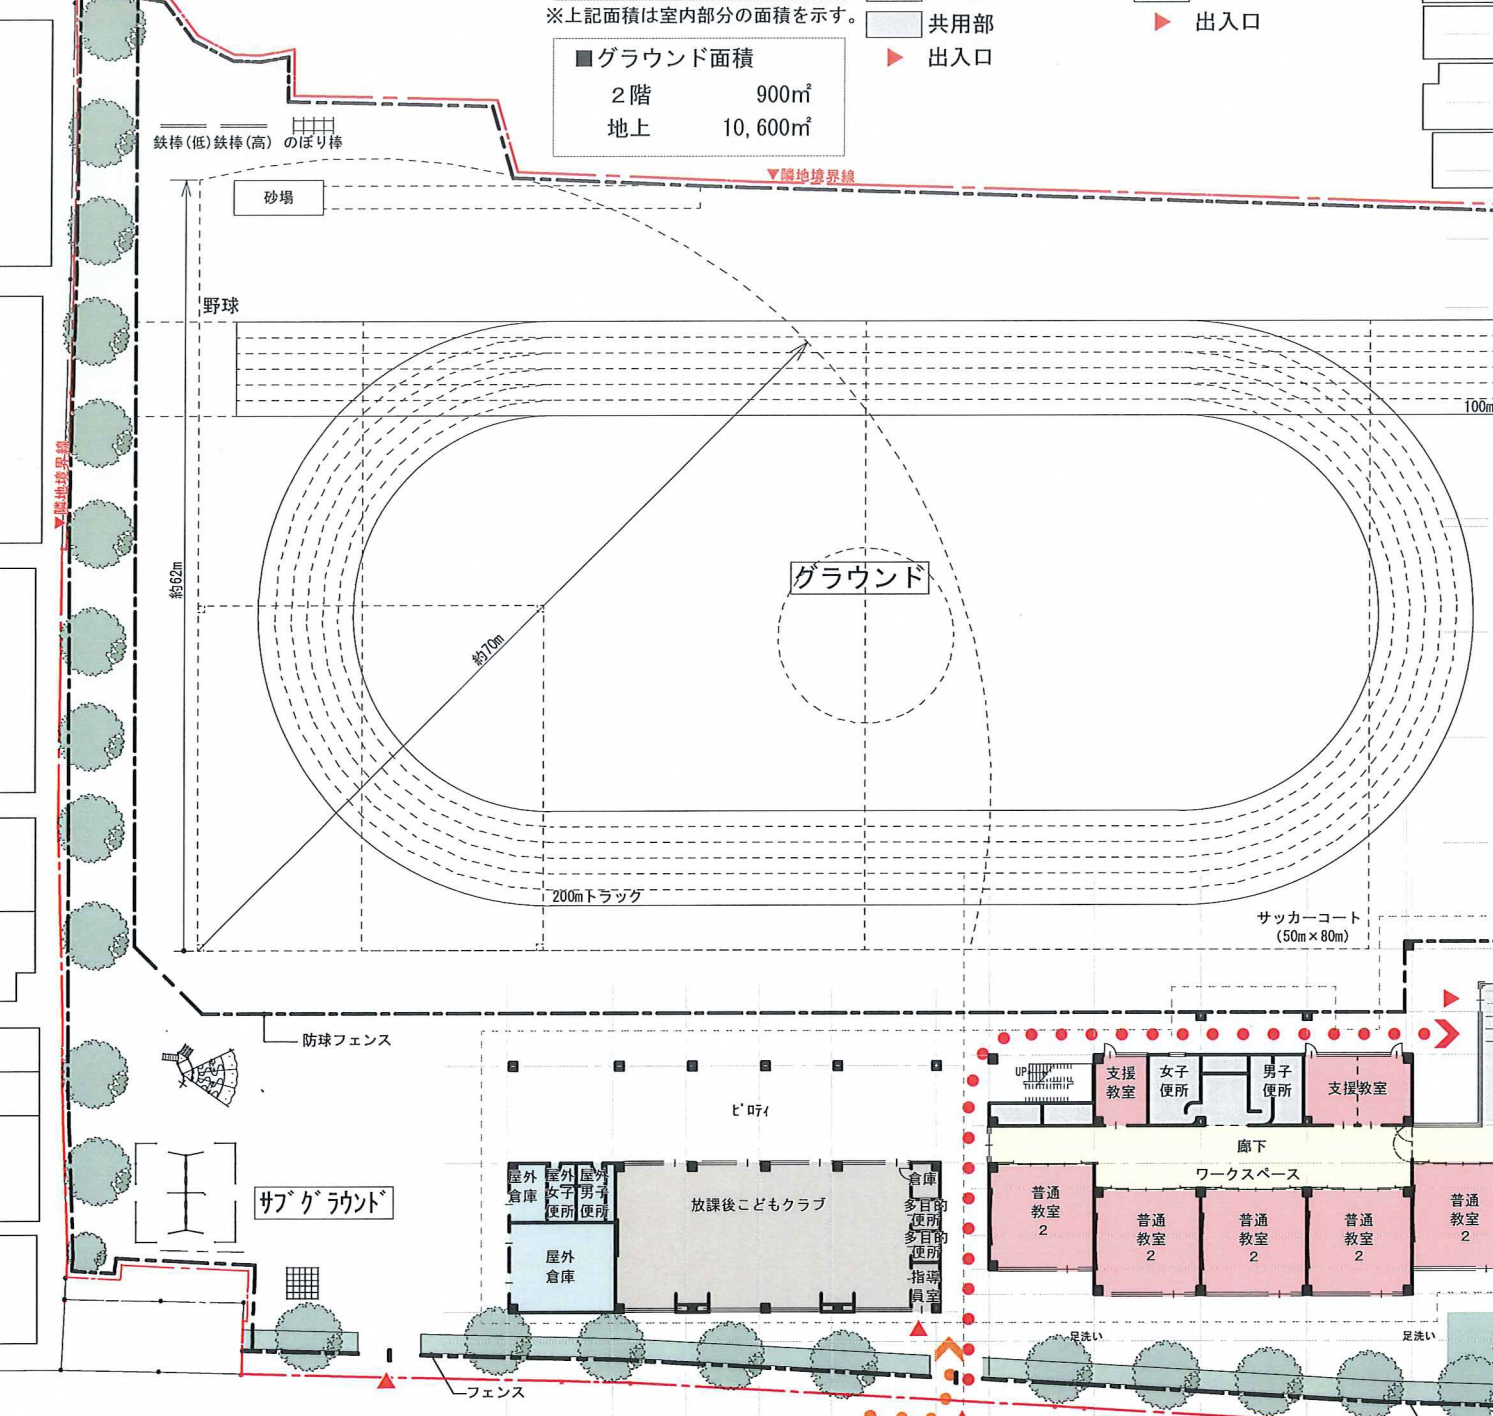 ※上記面積は室内部分の面積を示す。
共用部
出入口
出入口
■グラウンド面積
2階 900㎡
地上 10,600㎡
鉄棒(低) 鉄棒(高) のぼり棒
▼隣地境界線
砂場
野球
100m
▼隣地境界線
約62m
グラウンド
約70m
200mトラック
サッカーコート
(50m×80m)
防球フェンス
ピロティ
UP
支援
教室
女子
便所
男子
便所
支援教室
廊下
ワークスペース
サブグラウンド
屋外
倉庫
屋外
女子
便所
屋外
男子
便所
放課後こどもクラブ
倉庫
多目的
便所
多目的
便所
指導
員室
屋外
倉庫
普通
教室
2
普通
教室
2
普通
教室
2
普通
教室
2
普通
教室
2
足洗い
足洗い
フェンス